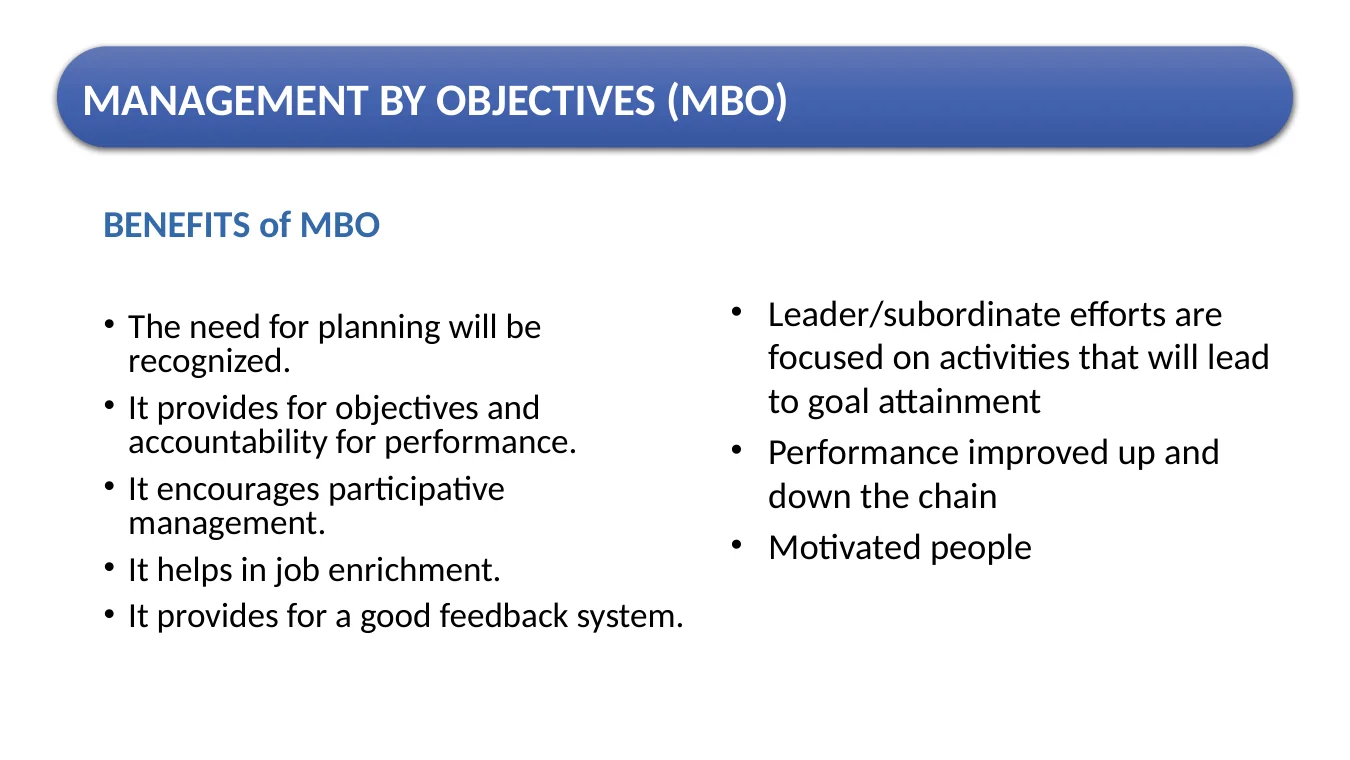 MANAGEMENT BY OBJECTIVES (MBO)
BENEFITS of MBO
• The need for planning will be
recognized.
• It provides for objectives and
accountability for performance.
• It encourages participative
management.
• It helps in job enrichment.
• It provides for a good feedback system.
• Leader/subordinate efforts are
focused on activities that will lead
to goal attainment
• Performance improved up and
down the chain
• Motivated people